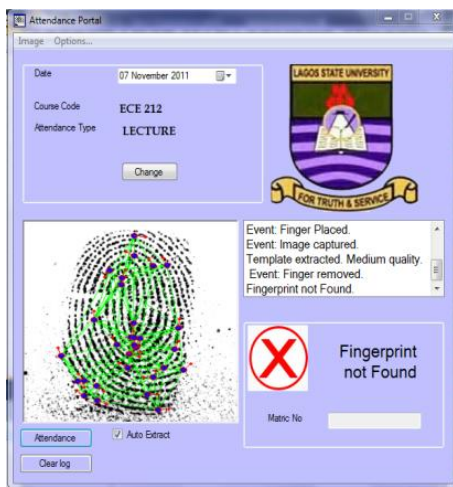 Attendance Portal
Image Options...
Date 07 November 2011
Course Code ECE 212
Attendance Type LECTURE
Change
LAGOS STATE UNIVERSITY
FOR TRUTH & SERVICE
Event: Finger Placed.
Event: Image captured.
Template extracted. Medium quality.
Event: Finger removed.
Fingerprint not Found.
X
Fingerprint
not Found
Matric No
Attendance
Auto Extract
Clear log